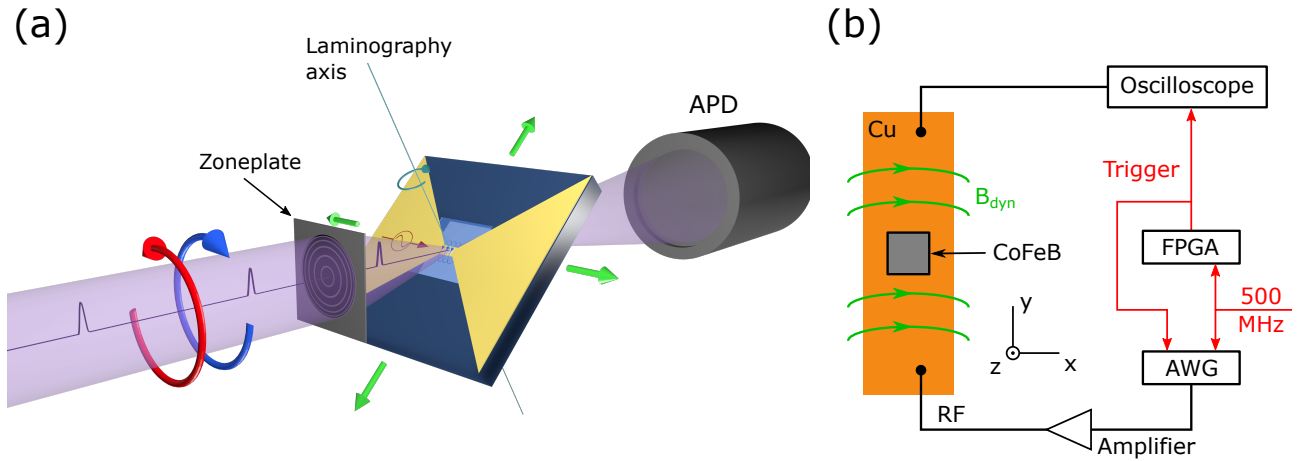 (a)
Laminography
axis
Zoneplate
APD
(b)
Oscilloscope
Cu
Trigger
B_dyn
FPGA
CoFeB
500
MHz
y
z
x
AWG
RF
Amplifier